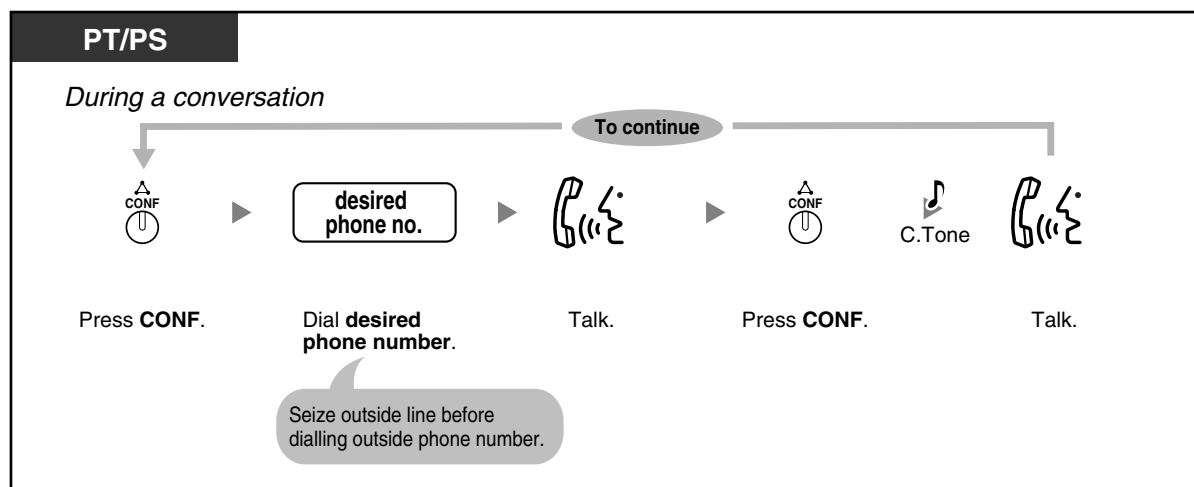 PT/PS
During a conversation
To continue
CONF
desired
phone no.
CONF
C.Tone
Press CONF.
Dial desired
phone number.
Talk.
Press CONF.
Talk.
Seize outside line before
dialling outside phone number.